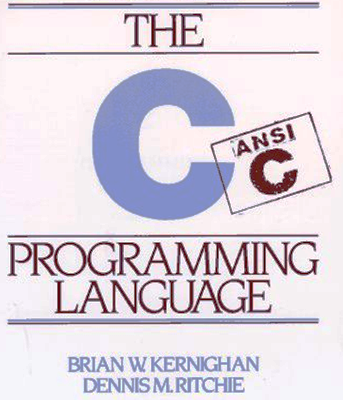 THE
C
ANSI
C
PROGRAMMING
LANGUAGE
BRIAN W. KERNIGHAN
DENNIS M. RITCHIE